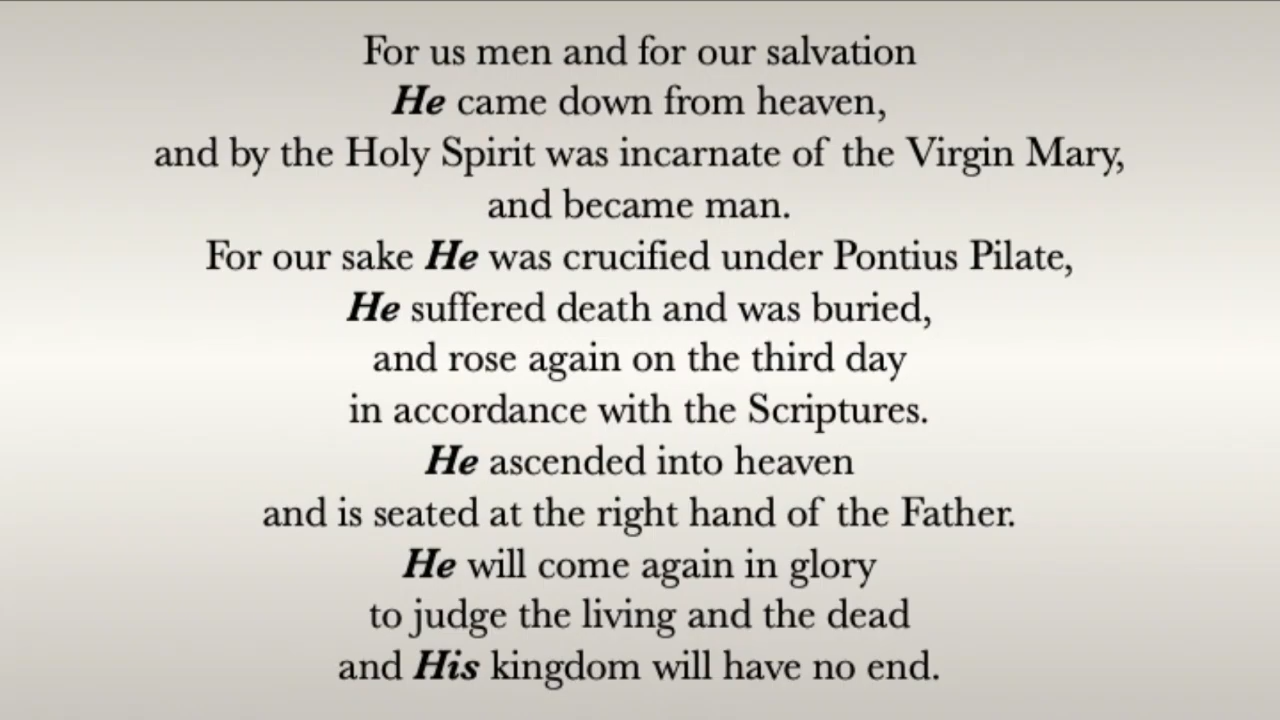 For us men and for our salvation
He came down from heaven,
and by the Holy Spirit was incarnate of the Virgin Mary,
and became man.
For our sake He was crucified under Pontius Pilate,
He suffered death and was buried,
and rose again on the third day
in accordance with the Scriptures.
He ascended into heaven
and is seated at the right hand of the Father.
He will come again in glory
to judge the living and the dead
and His kingdom will have no end.